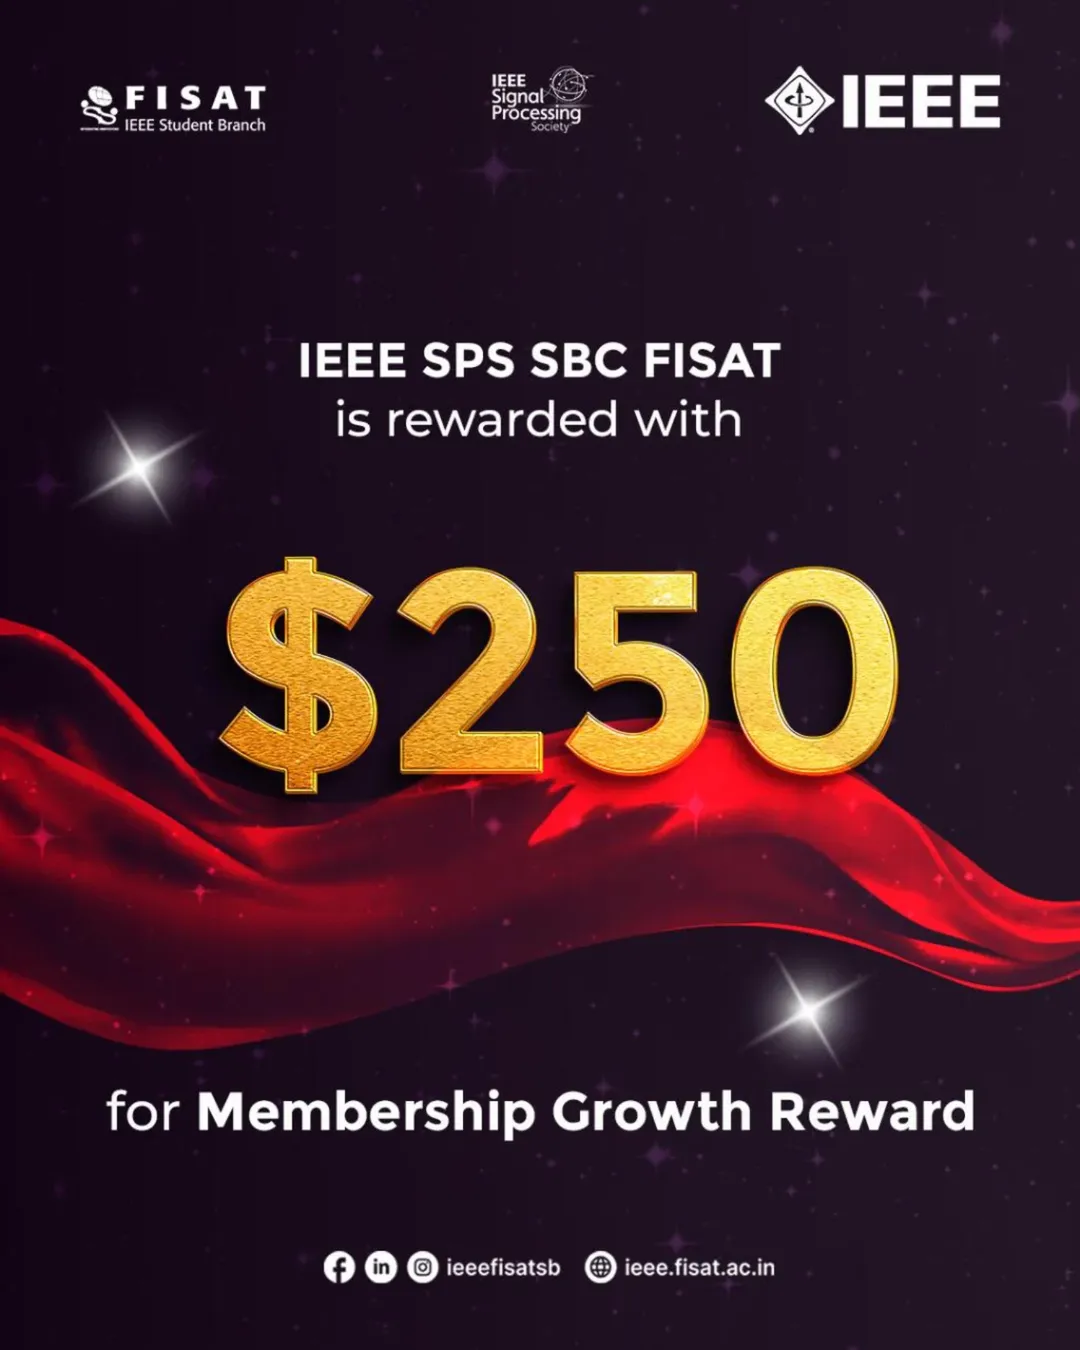 FISAT
IEEE Student Branch
IEEE
Signal
Processing
Society
IEEE
IEEE SPS SBC FISAT
is rewarded with
$250
for Membership Growth Reward
ieeefisatsb
ieee.fisat.ac.in